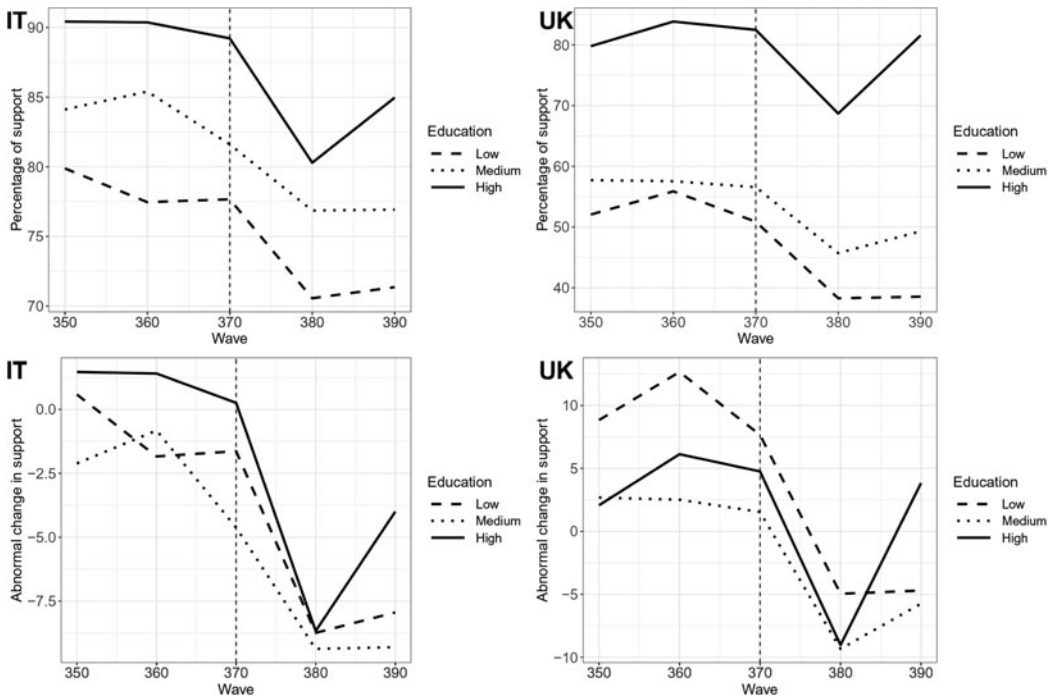 IT
Percentage of support
90
85
80
75
70
350 360 370 380 390
Wave
Education
Low
Medium
High
UK
Percentage of support
80
70
60
50
40
350 360 370 380 390
Wave
Education
Low
Medium
High
IT
Abnormal change in support
0.0
−2.5
−5.0
−7.5
350 360 370 380 390
Wave
Education
Low
Medium
High
UK
Abnormal change in support
10
5
0
−5
−10
350 360 370 380 390
Wave
Education
Low
Medium
High